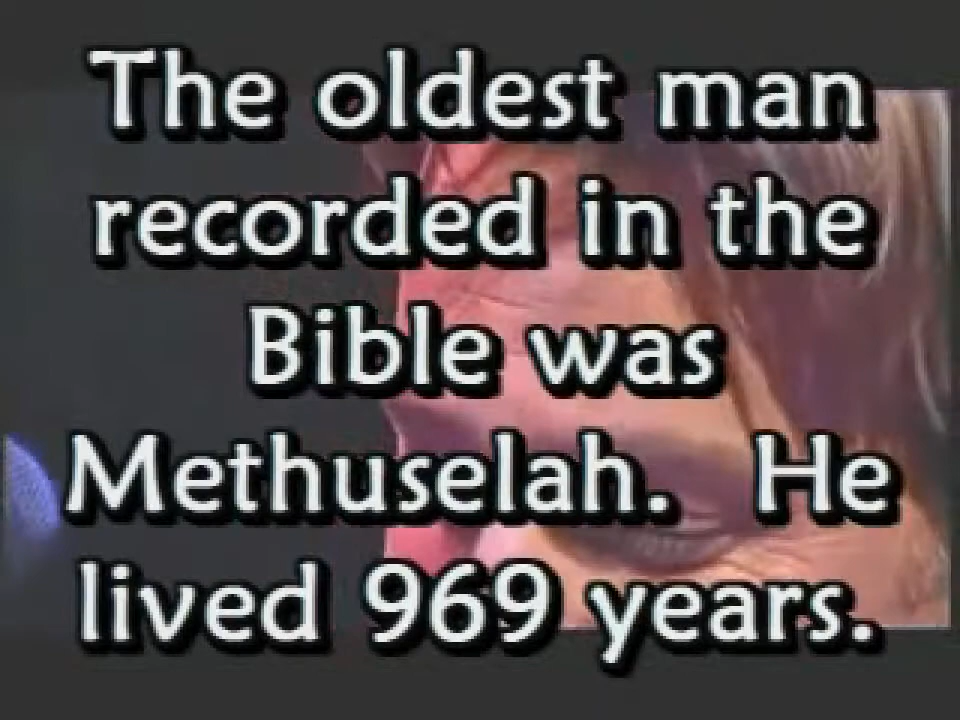 The oldest man
recorded in the
Bible was
Methuselah.  He
lived 969 years.